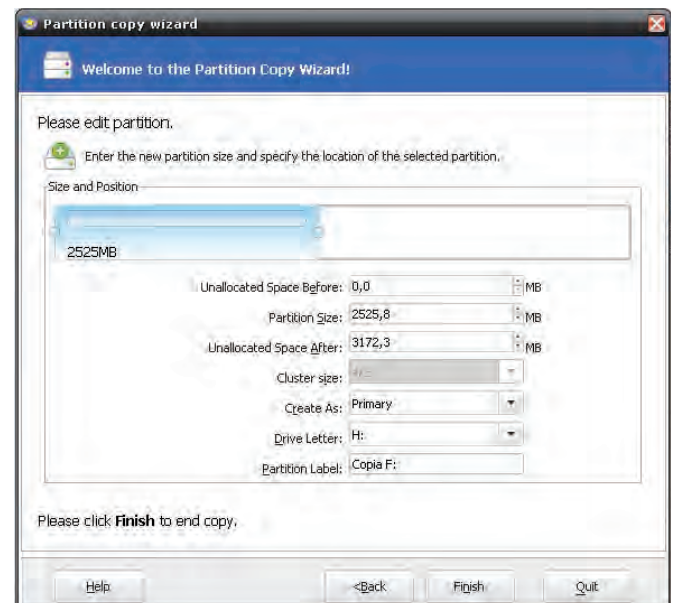 Partition copy wizard
Welcome to the Partition Copy Wizard!
Please edit partition.
Enter the new partition size and specify the location of the selected partition.
Size and Position
2525MB
Unallocated Space Before: 0,0 MB
Partition Size: 2525,8 MB
Unallocated Space After: 3172,3 MB
Cluster size:
Create As: Primary
Drive Letter: H:
Partition Label: Copia F:
Please click Finish to end copy.
Help <Back Finish Quit